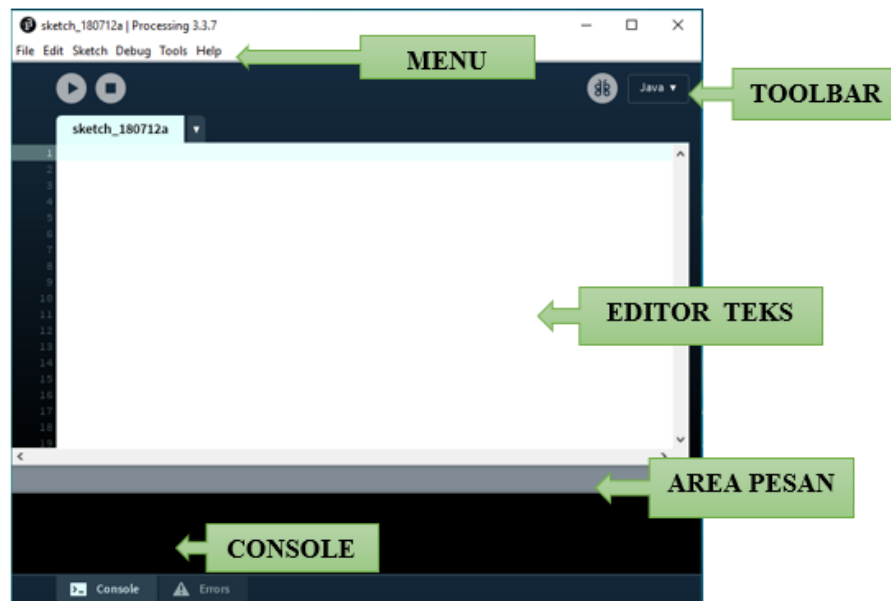 sketch_180712a | Processing 3.3.7
File Edit Sketch Debug Tools Help
MENU
Java
TOOLBAR
sketch_180712a
1
2
3
4
5
6
7
8
9
10
11
12
13
14
15
16
17
18
19
EDITOR TEKS
AREA PESAN
CONSOLE
Console Errors